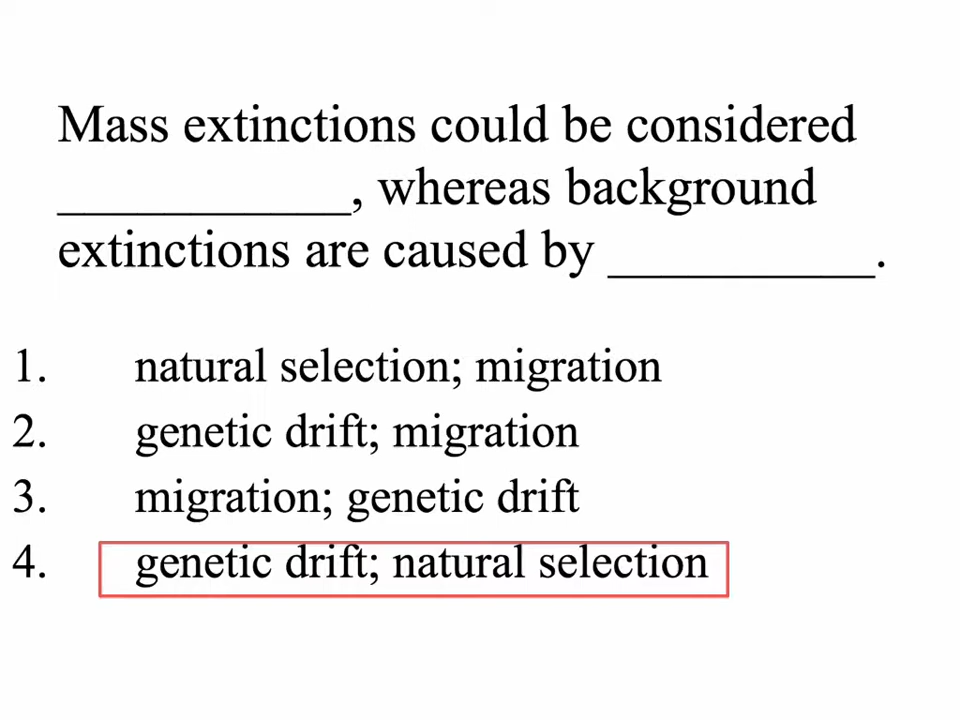 Mass extinctions could be considered
___________, whereas background
extinctions are caused by __________.
1. natural selection; migration
2. genetic drift; migration
3. migration; genetic drift
4. genetic drift; natural selection